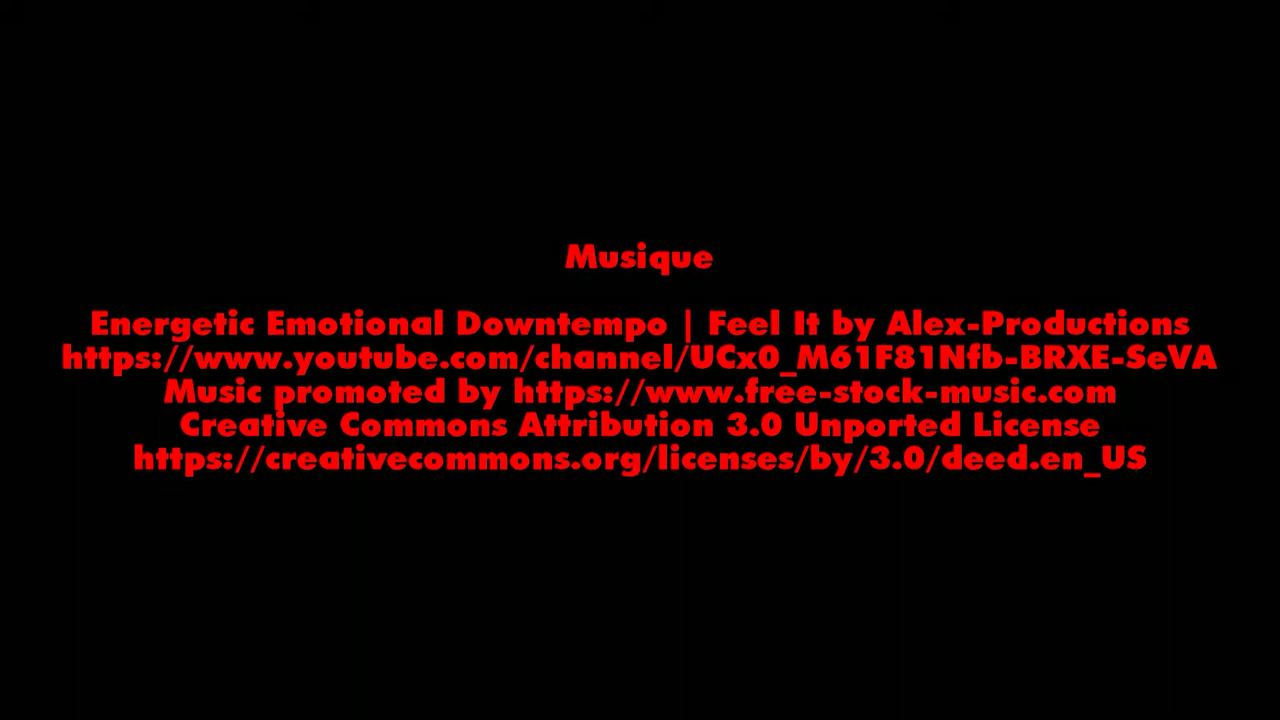 Musique
Energetic Emotional Downtempo | Feel It by Alex-Productions
https://www.youtube.com/channel/UCx0_M61F81Nfb-BRXE-SeVA
Music promoted by https://www.free-stock-music.com
Creative Commons Attribution 3.0 Unported License
https://creativecommons.org/licenses/by/3.0/deed.en_US